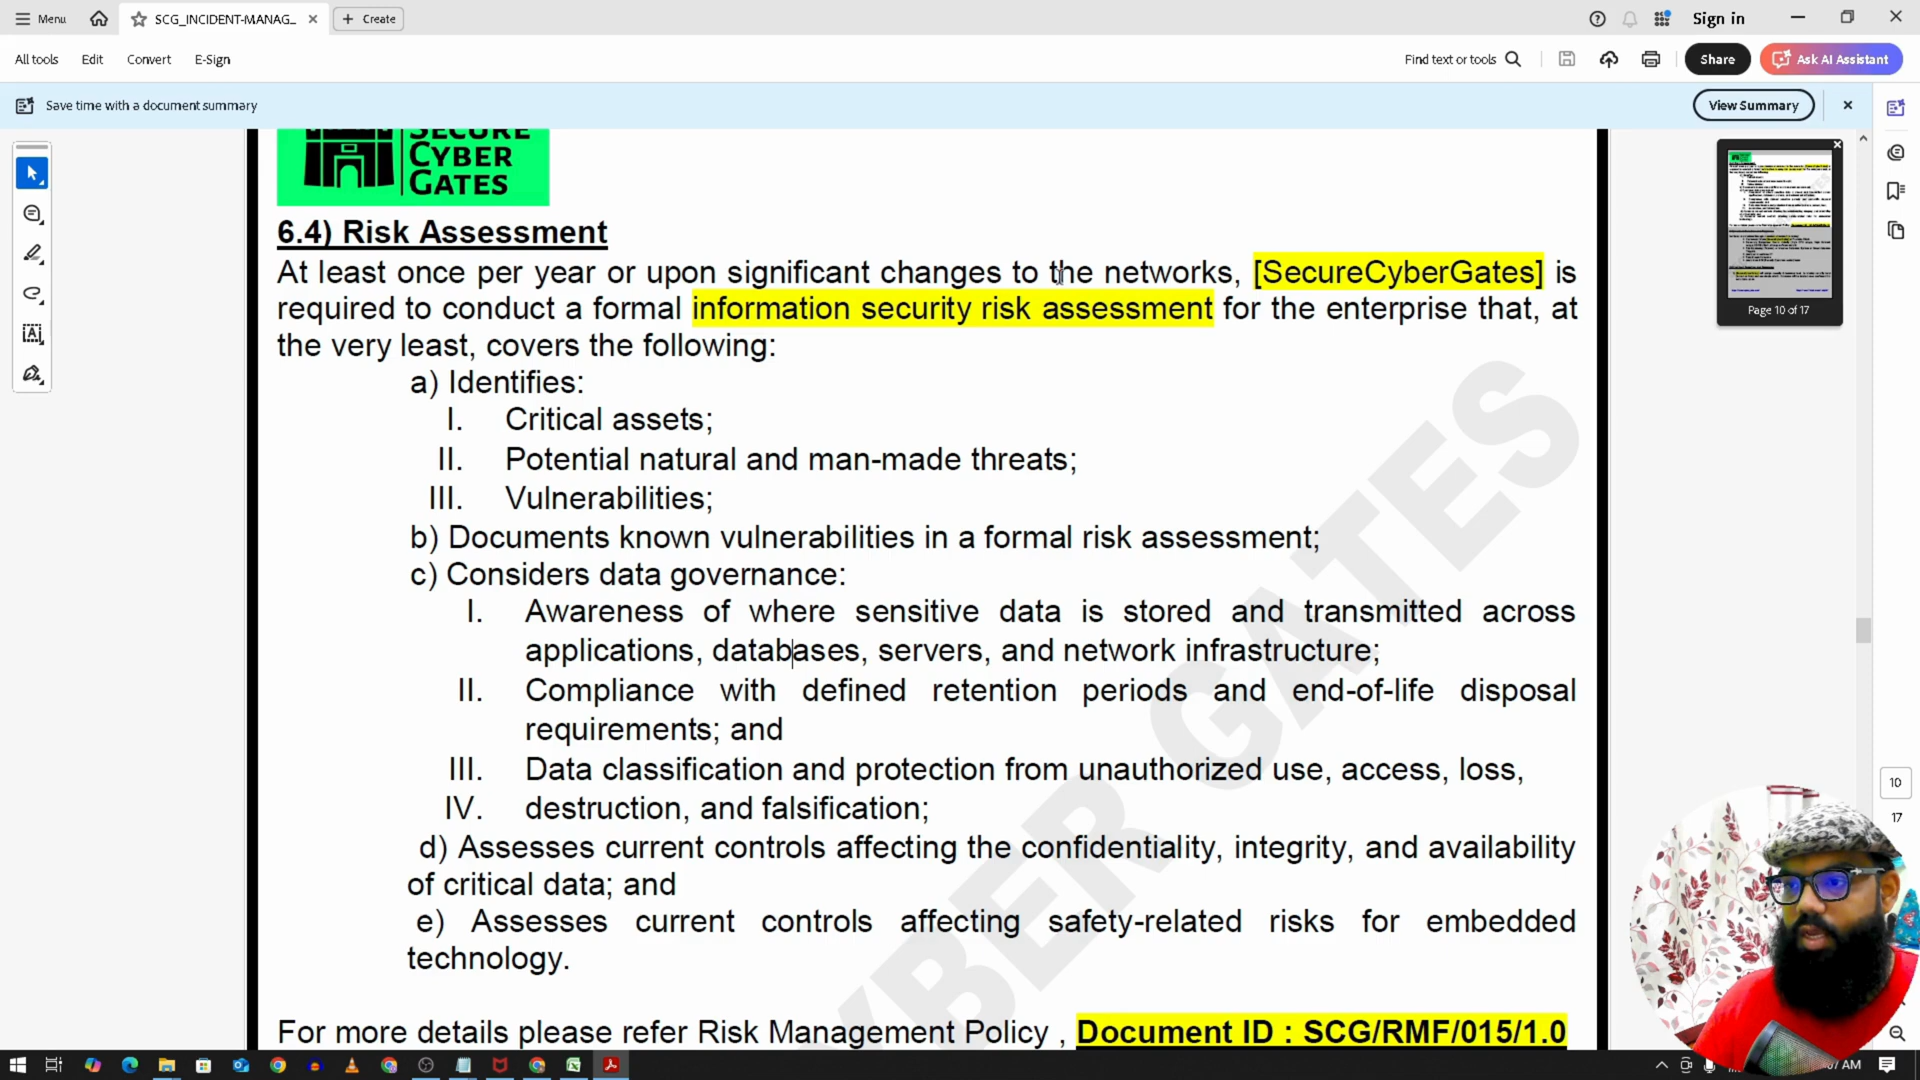 Menu
SCG_INCIDENT-MANAG...
Create
Sign in
All tools
Edit
Convert
E-Sign
Find text or tools
Share
Ask AI Assistant
Save time with a document summary
View Summary
SECURE
CYBER
GATES
6.4) Risk Assessment
At least once per year or upon significant changes to the networks, [SecureCyberGates] is
required to conduct a formal information security risk assessment for the enterprise that, at
the very least, covers the following:
a) Identifies:
I. Critical assets;
II. Potential natural and man-made threats;
III. Vulnerabilities;
b) Documents known vulnerabilities in a formal risk assessment;
c) Considers data governance:
I. Awareness of where sensitive data is stored and transmitted across
applications, databases, servers, and network infrastructure;
II. Compliance with defined retention periods and end-of-life disposal
requirements; and
III. Data classification and protection from unauthorized use, access, loss,
IV. destruction, and falsification;
d) Assesses current controls affecting the confidentiality, integrity, and availability
of critical data; and
e) Assesses current controls affecting safety-related risks for embedded
technology.
For more details please refer Risk Management Policy , Document ID : SCG/RMF/015/1.0
CYBER GATES
Page 10 of 17
10
17
AM